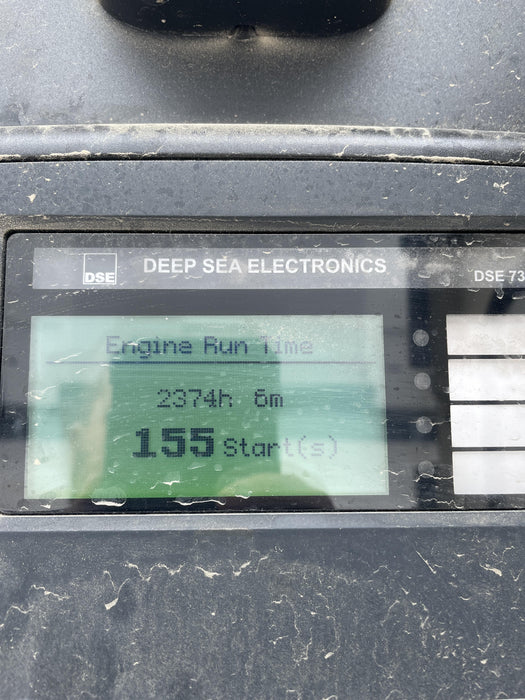 DSE
DEEP SEA ELECTRONICS
DSE 73
Engine Run Time
2374h 6m
155 Start(s)